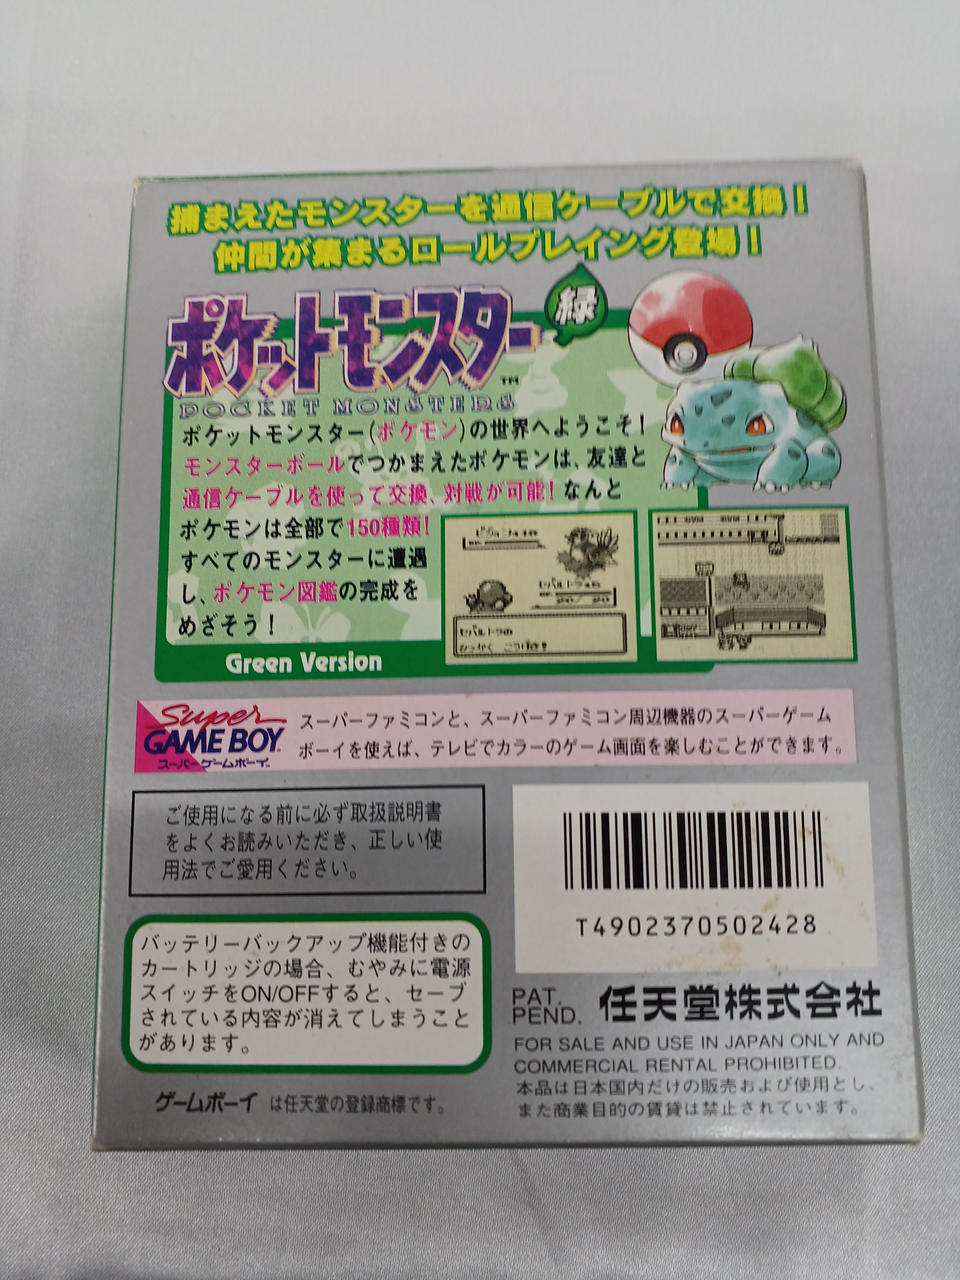 捕まえたモンスターを通信ケーブルで交換！
仲間が集まるロールプレイング登場！
ポケットモンスター 緑
TM
POCKET MONSTERS
ポケットモンスター(ポケモン)の世界へようこそ！
モンスターボールでつかまえたポケモンは、友達と
通信ケーブルを使って交換、対戦が可能！なんと
ポケモンは全部で150種類！
すべてのモンスターに遭遇
し、ポケモン図鑑の完成を
めざそう！
Green Version
Super
GAME BOY
スーパーゲームボーイ
スーパーファミコンと、スーパーファミコン周辺機器のスーパーゲーム
ボーイを使えば、テレビでカラーのゲーム画面を楽しむことができます。
ご使用になる前に必ず取扱説明書
をよくお読みいただき、正しい使
用法でご愛用ください。
T4902370502428
バッテリーバックアップ機能付きの
カートリッジの場合、むやみに電源
スイッチをON/OFFすると、セーブ
されている内容が消えてしまうこと
があります。
PAT.
PEND.
任天堂株式会社
FOR SALE AND USE IN JAPAN ONLY AND
COMMERCIAL RENTAL PROHIBITED.
本品は日本国内だけの販売および使用とし、
また商業目的の賃貸は禁止されています。
ゲームボーイ は任天堂の登録商標です。